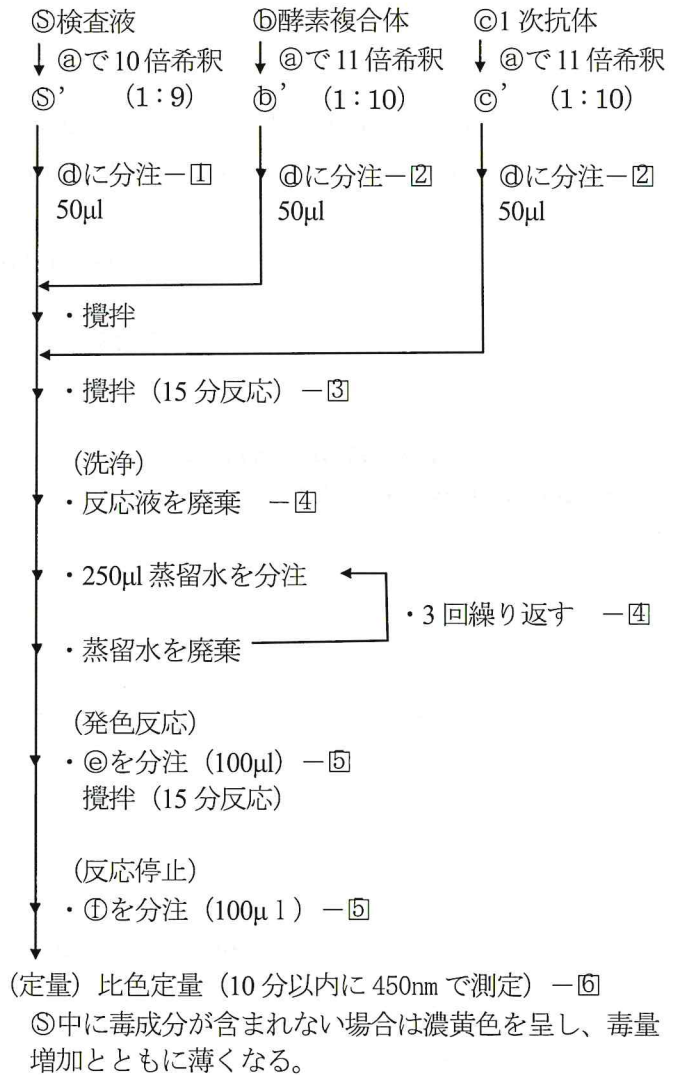 Ⓢ検査液 ⓑ酵素複合体 ⓒ1次抗体
↓ ⓐで10倍希釈 ↓ ⓐで11倍希釈 ↓ ⓐで11倍希釈
Ⓢ’ (1:9) ⓑ’ (1:10) ⓒ’ (1:10)
ⓓに分注－1 ⓓに分注－2 ⓓに分注－2
50μl 50μl 50μl
・攪拌
・攪拌（15分反応）－3
（洗浄）
・反応液を廃棄 －4
・250μl 蒸留水を分注
・3回繰り返す －4
・蒸留水を廃棄
（発色反応）
・ⓔを分注（100μl）－5
攪拌（15分反応）
（反応停止）
・ⓕを分注（100μl）－5
（定量）比色定量（10分以内に450nmで測定）－6
Ⓢ中に毒成分が含まれない場合は濃黄色を呈し、毒量
増加とともに薄くなる。